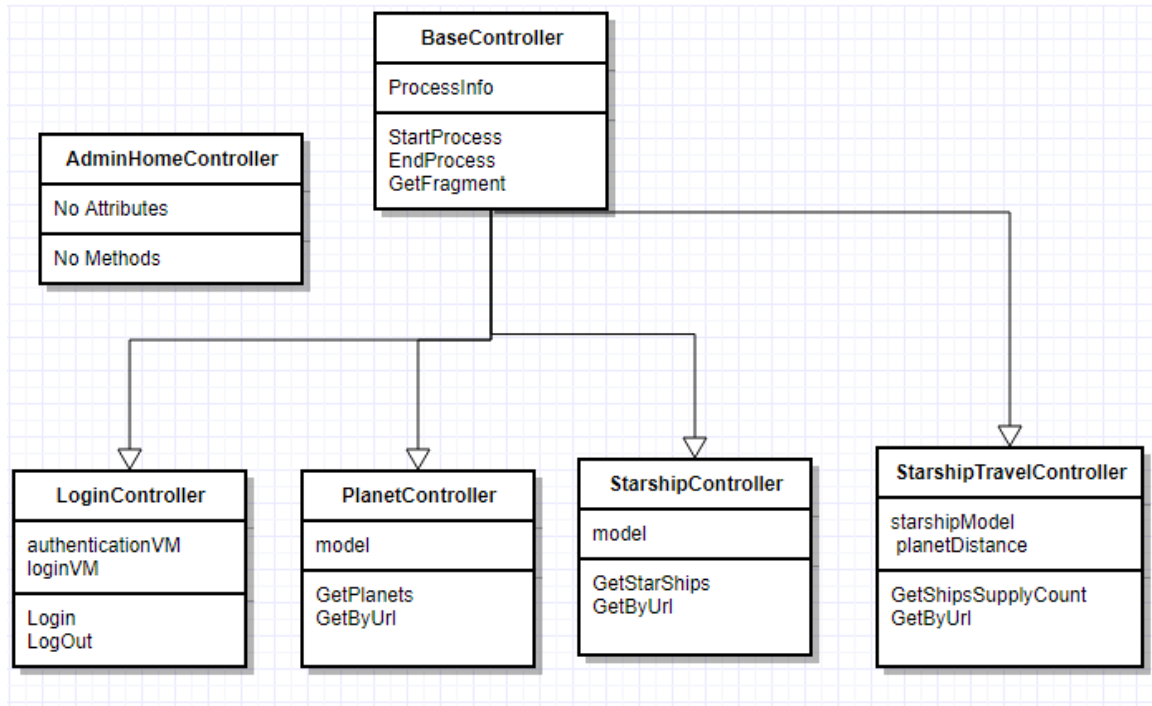 BaseController
ProcessInfo
StartProcess
EndProcess
GetFragment
AdminHomeController
No Attributes
No Methods
LoginController
authenticationVM
loginVM
Login
LogOut
PlanetController
model
GetPlanets
GetByUrl
StarshipController
model
GetStarShips
GetByUrl
StarshipTravelController
starshipModel
planetDistance
GetShipsSupplyCount
GetByUrl